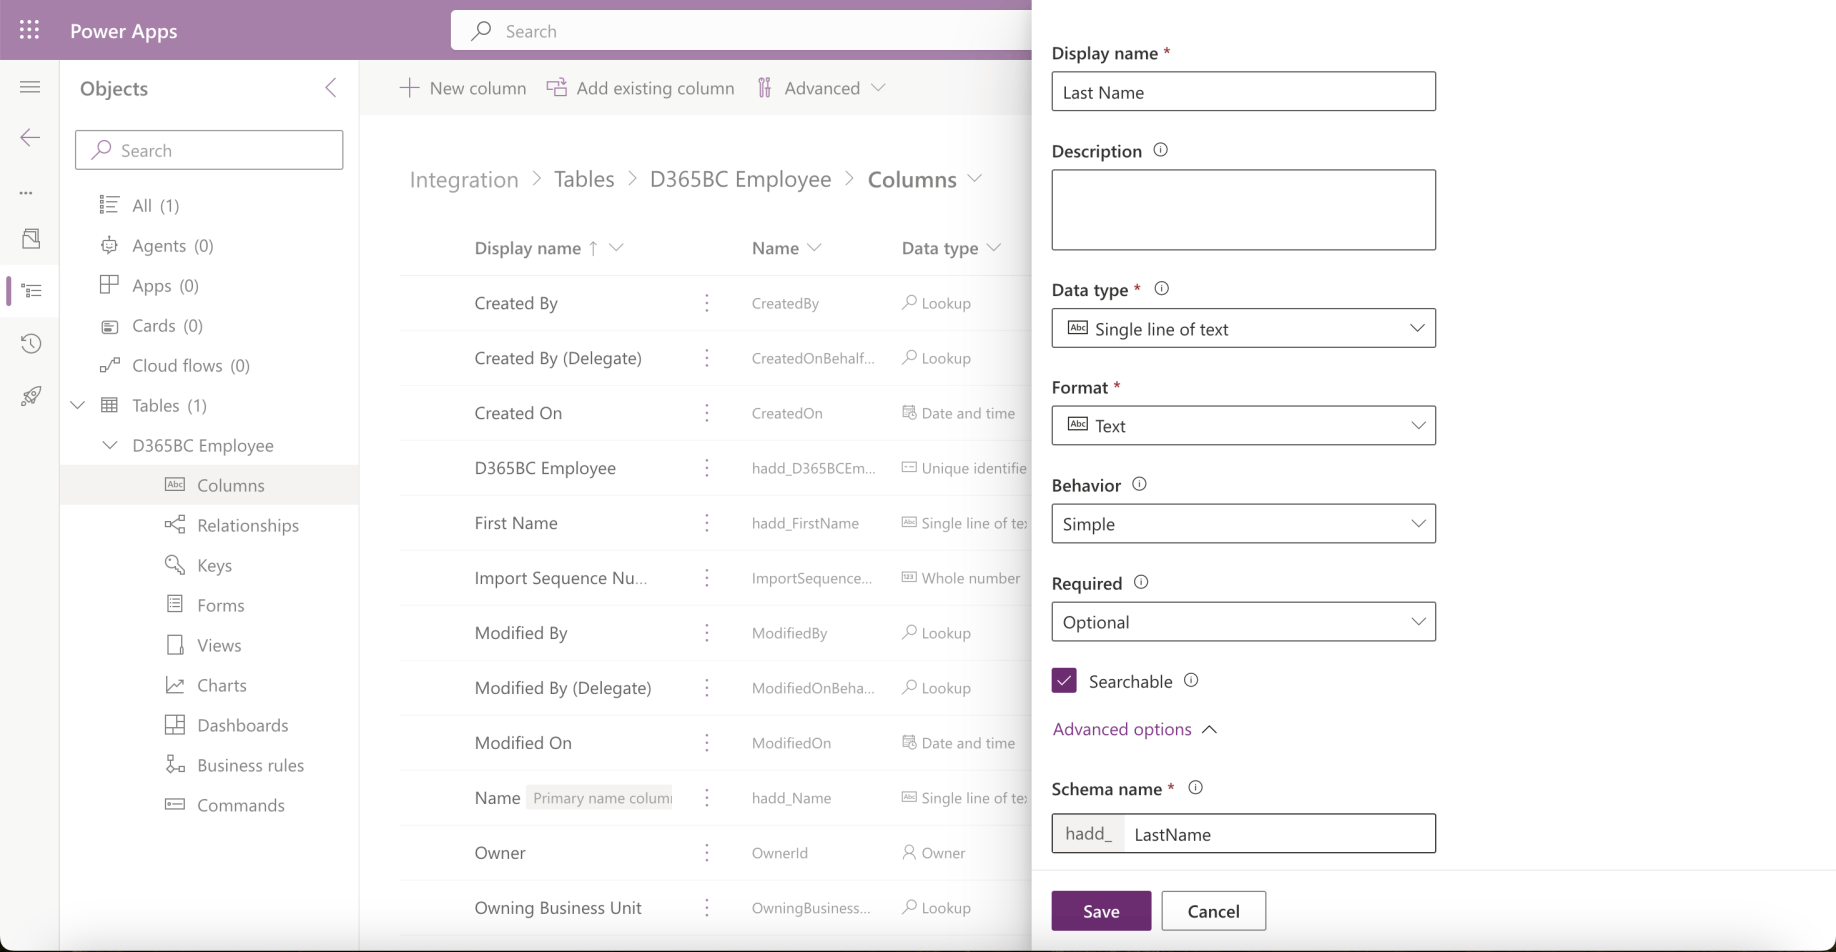 Power Apps
Search
Objects
Search
All (1)
Agents (0)
Apps (0)
Cards (0)
Cloud flows (0)
Tables (1)
D365BC Employee
Abc Columns
Relationships
Keys
Forms
Views
Charts
Dashboards
Business rules
Commands
New column Add existing column Advanced
Integration > Tables > D365BC Employee > Columns
Display name ↑ Name Data type
Created By CreatedBy Lookup
Created By (Delegate) CreatedOnBehalf... Lookup
Created On CreatedOn Date and time
D365BC Employee hadd_D365BCEm... Unique identifie
First Name hadd_FirstName Abc Single line of te
Import Sequence Nu... ImportSequence... 123 Whole number
Modified By ModifiedBy Lookup
Modified By (Delegate) ModifiedOnBeha... Lookup
Modified On ModifiedOn Date and time
Name Primary name colum hadd_Name Abc Single line of te
Owner OwnerId Owner
Owning Business Unit OwningBusiness... Lookup
Display name *
Last Name
Description
Data type *
Abc Single line of text
Format *
Abc Text
Behavior
Simple
Required
Optional
Searchable
Advanced options
Schema name *
hadd_ LastName
Save Cancel